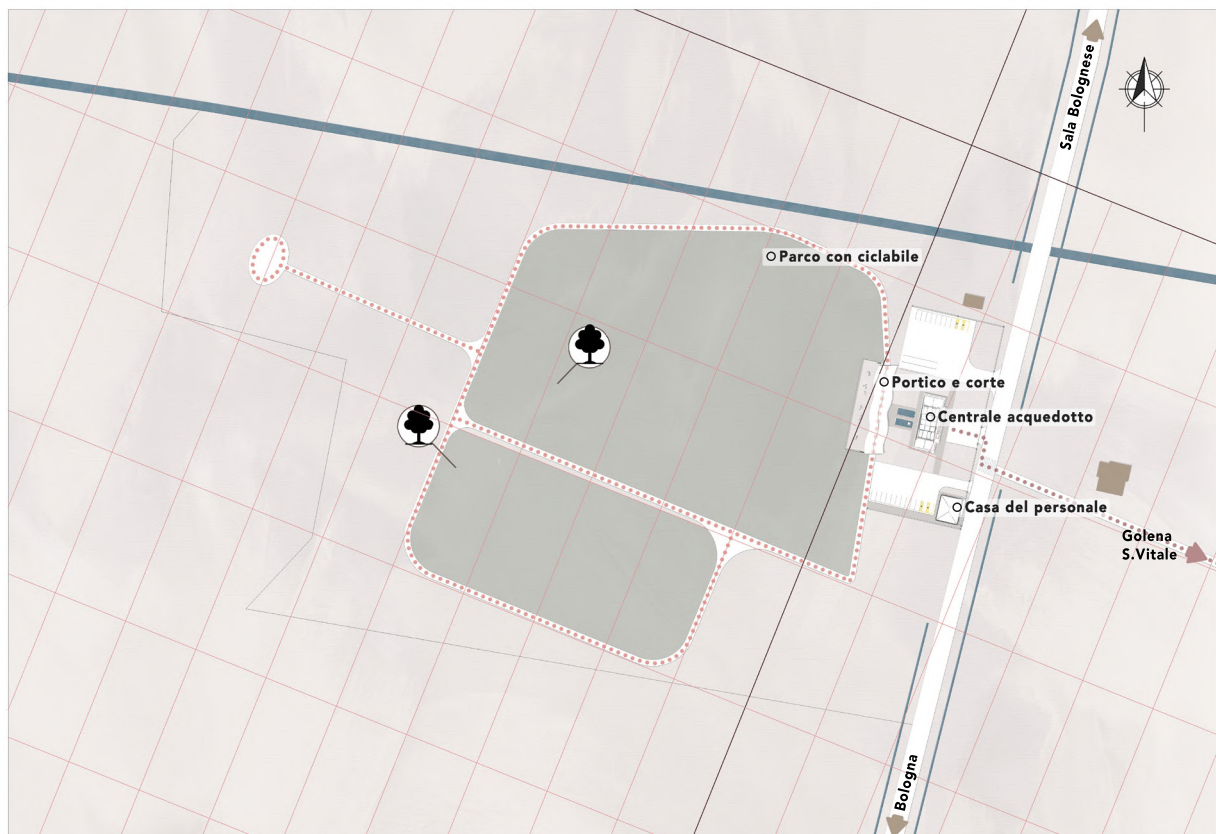 Sala Bolognese
Parco con ciclabile
Portico e corte
Centrale acquedotto
Casa del personale
Golena
S.Vitale
Bologna